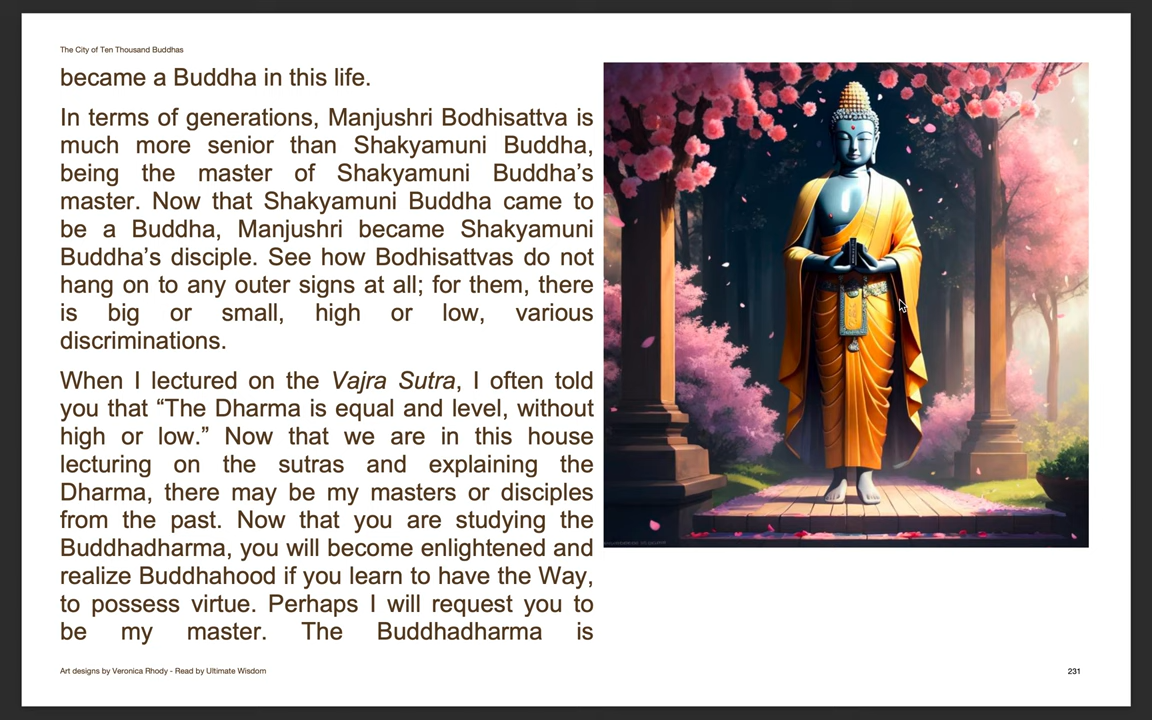 The City of Ten Thousand Buddhas
became a Buddha in this life.
In terms of generations, Manjushri Bodhisattva is
much more senior than Shakyamuni Buddha,
being the master of Shakyamuni Buddha’s
master. Now that Shakyamuni Buddha came to
be a Buddha, Manjushri became Shakyamuni
Buddha’s disciple. See how Bodhisattvas do not
hang on to any outer signs at all; for them, there
is big or small, high or low, various
discriminations.
When I lectured on the Vajra Sutra, I often told
you that “The Dharma is equal and level, without
high or low.” Now that we are in this house
lecturing on the sutras and explaining the
Dharma, there may be my masters or disciples
from the past. Now that you are studying the
Buddhadharma, you will become enlightened and
realize Buddhahood if you learn to have the Way,
to possess virtue. Perhaps I will request you to
be my master. The Buddhadharma is
Art designs by Veronica Rhody - Read by Ultimate Wisdom
231